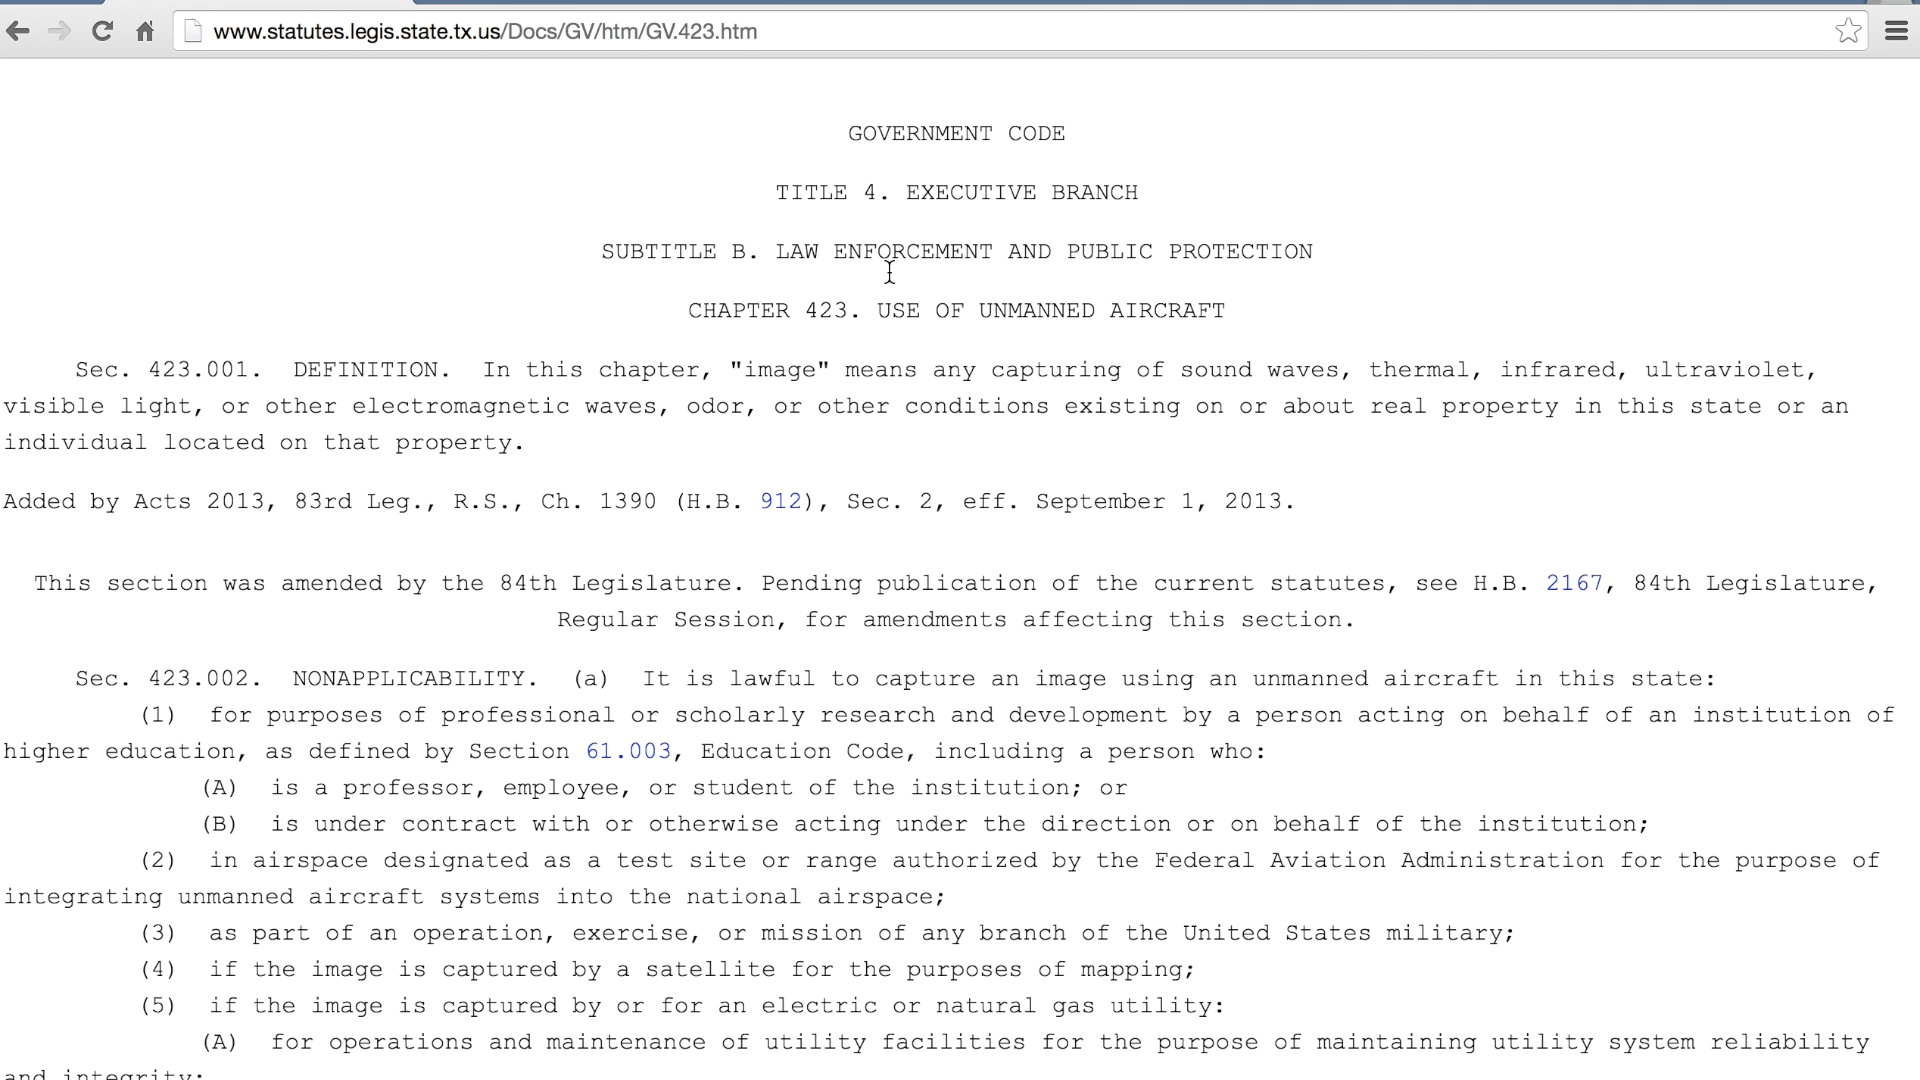 www.statutes.legis.state.tx.us/Docs/GV/htm/GV.423.htm
GOVERNMENT CODE
TITLE 4. EXECUTIVE BRANCH
SUBTITLE B. LAW ENFORCEMENT AND PUBLIC PROTECTION
CHAPTER 423. USE OF UNMANNED AIRCRAFT
Sec. 423.001. DEFINITION. In this chapter, "image" means any capturing of sound waves, thermal, infrared, ultraviolet,
visible light, or other electromagnetic waves, odor, or other conditions existing on or about real property in this state or an
individual located on that property.
Added by Acts 2013, 83rd Leg., R.S., Ch. 1390 (H.B. 912), Sec. 2, eff. September 1, 2013.
This section was amended by the 84th Legislature. Pending publication of the current statutes, see H.B. 2167, 84th Legislature,
Regular Session, for amendments affecting this section.
Sec. 423.002. NONAPPLICABILITY. (a) It is lawful to capture an image using an unmanned aircraft in this state:
(1) for purposes of professional or scholarly research and development by a person acting on behalf of an institution of
higher education, as defined by Section 61.003, Education Code, including a person who:
(A) is a professor, employee, or student of the institution; or
(B) is under contract with or otherwise acting under the direction or on behalf of the institution;
(2) in airspace designated as a test site or range authorized by the Federal Aviation Administration for the purpose of
integrating unmanned aircraft systems into the national airspace;
(3) as part of an operation, exercise, or mission of any branch of the United States military;
(4) if the image is captured by a satellite for the purposes of mapping;
(5) if the image is captured by or for an electric or natural gas utility:
(A) for operations and maintenance of utility facilities for the purpose of maintaining utility system reliability
and integrity;